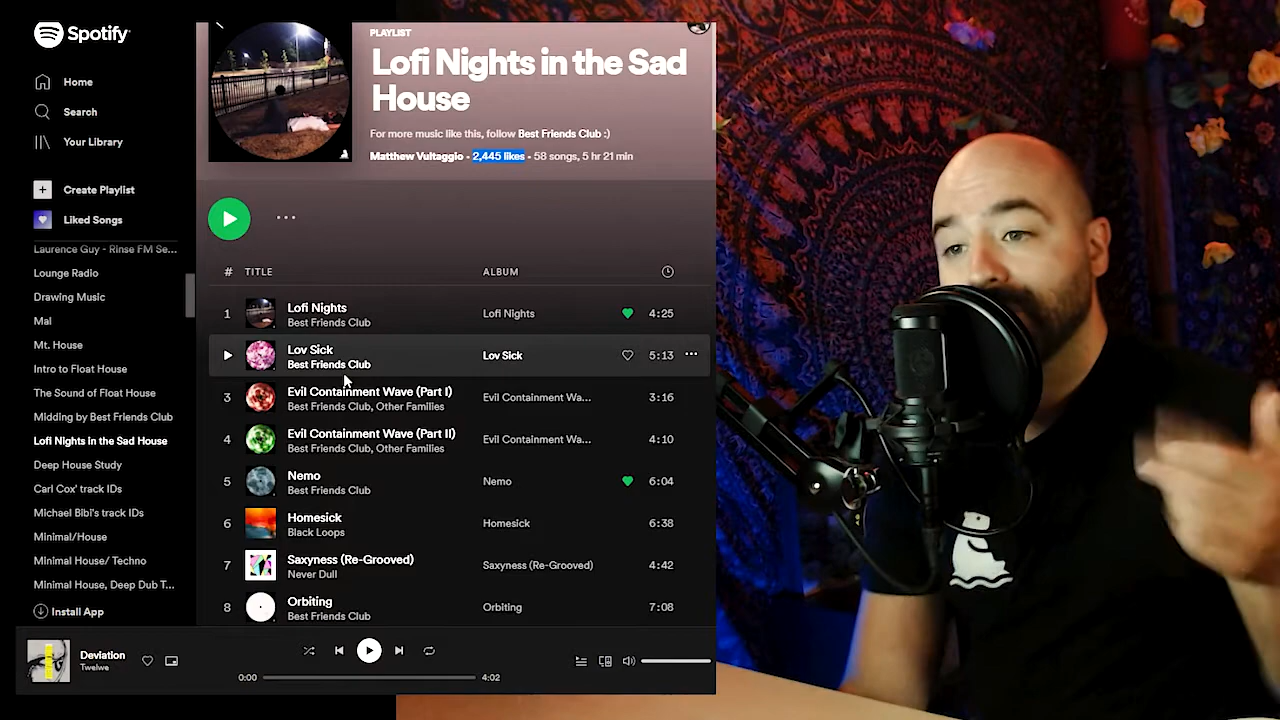 Spotify
Home
Search
Your Library
Create Playlist
Liked Songs
Laurence Guy - Rinse FM Se...
Lounge Radio
Drawing Music
Mal
Mt. House
Intro to Float House
The Sound of Float House
Midding by Best Friends Club
Lofi Nights in the Sad House
Deep House Study
Carl Cox' track IDs
Michael Bibi's track IDs
Minimal/House
Minimal House/ Techno
Minimal House, Deep Dub T...
Install App
PLAYLIST
Lofi Nights in the Sad
House
For more music like this, follow Best Friends Club :)
Matthew Vultaggio • 2,445 likes • 58 songs, 5 hr 21 min
# TITLE ALBUM
1 Lofi Nights Lofi Nights 4:25
Best Friends Club
Lov Sick Lov Sick 5:13
Best Friends Club
3 Evil Containment Wave (Part I) Evil Containment Wa... 3:16
Best Friends Club, Other Families
4 Evil Containment Wave (Part II) Evil Containment Wa... 4:10
Best Friends Club, Other Families
5 Nemo Nemo 6:04
Best Friends Club
6 Homesick Homesick 6:38
Black Loops
7 Saxyness (Re-Grooved) Saxyness (Re-Grooved) 4:42
Never Dull
8 Orbiting Orbiting 7:08
Best Friends Club
Deviation
Twelwe
0:00 4:02